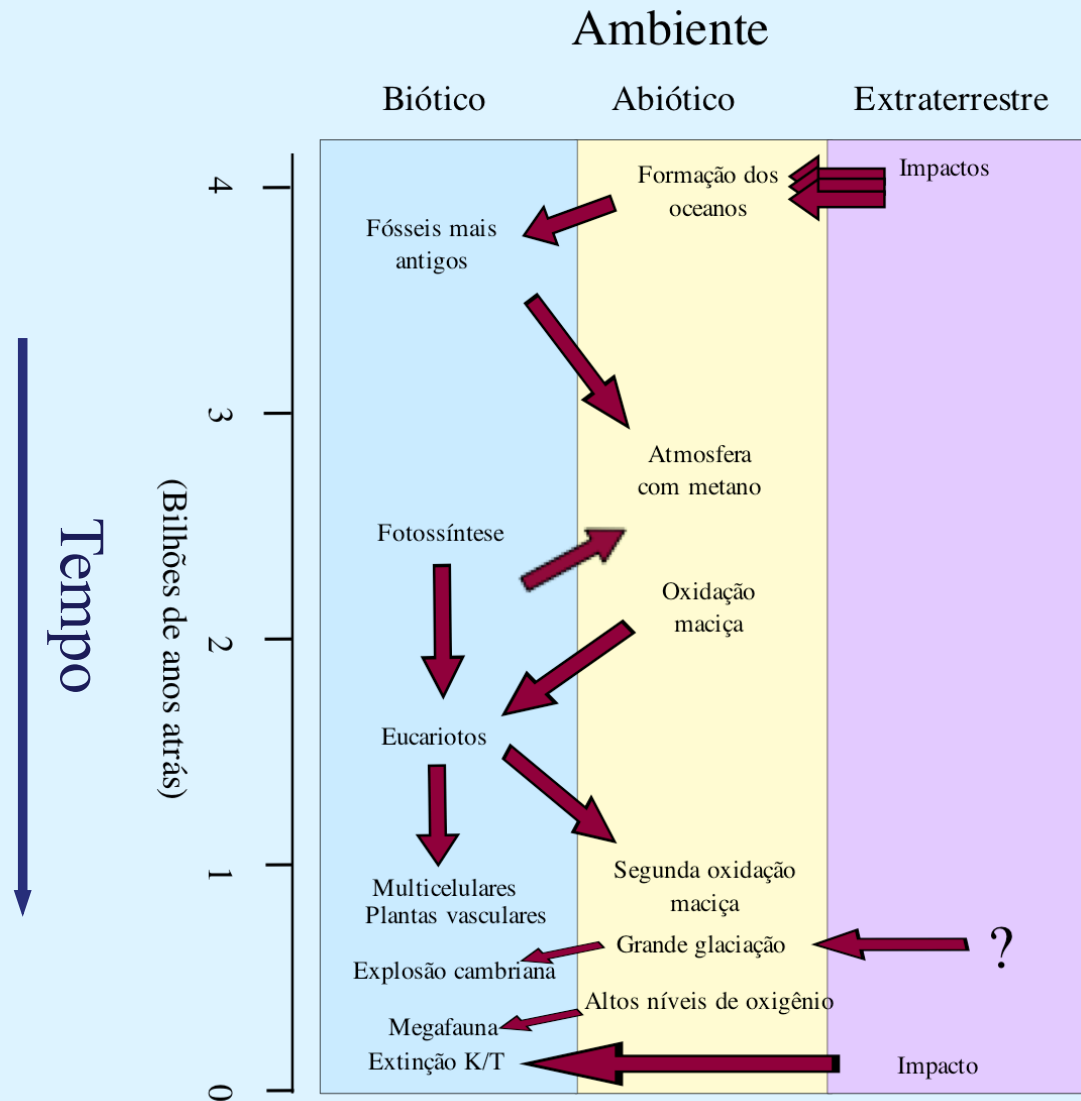 Ambiente
Biótico
Abiótico
Extraterrestre
4
3
2
1
0
(Bilhões de anos atrás)
Tempo
Impactos
Formação dos
oceanos
Fósseis mais
antigos
Atmosfera
com metano
Fotossíntese
Oxidação
maciça
Eucariotos
Segunda oxidação
maciça
Multicelulares
Plantas vasculares
Grande glaciação
?
Explosão cambriana
Altos níveis de oxigênio
Megafauna
Extinção K/T
Impacto